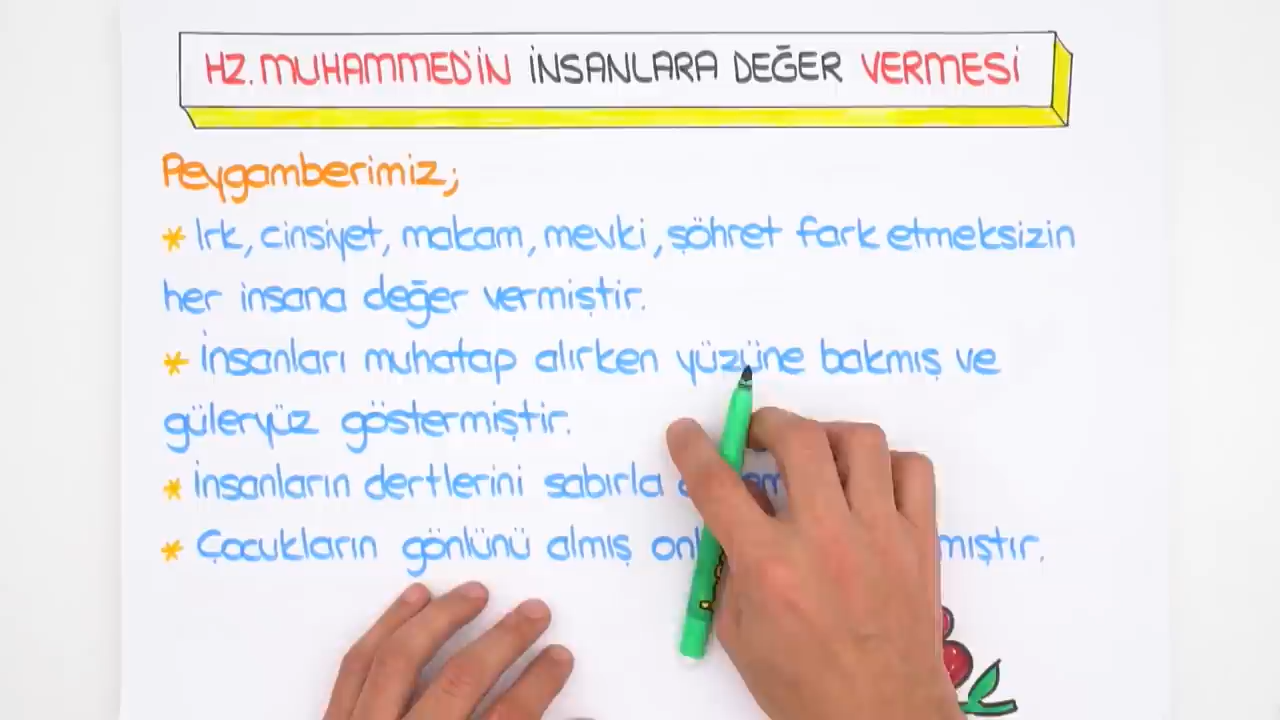 HZ. MUHAMMED'İN İNSANLARA DEĞER VERMESİ
Peygamberimiz;
* Irk, cinsiyet, makam, mevki, şöhret fark etmeksizin
her insana değer vermiştir.
* İnsanları muhatap alırken yüzüne bakmış ve
güleryüz göstermiştir.
* İnsanların dertlerini sabırla
* Çocukların gönlünü almış